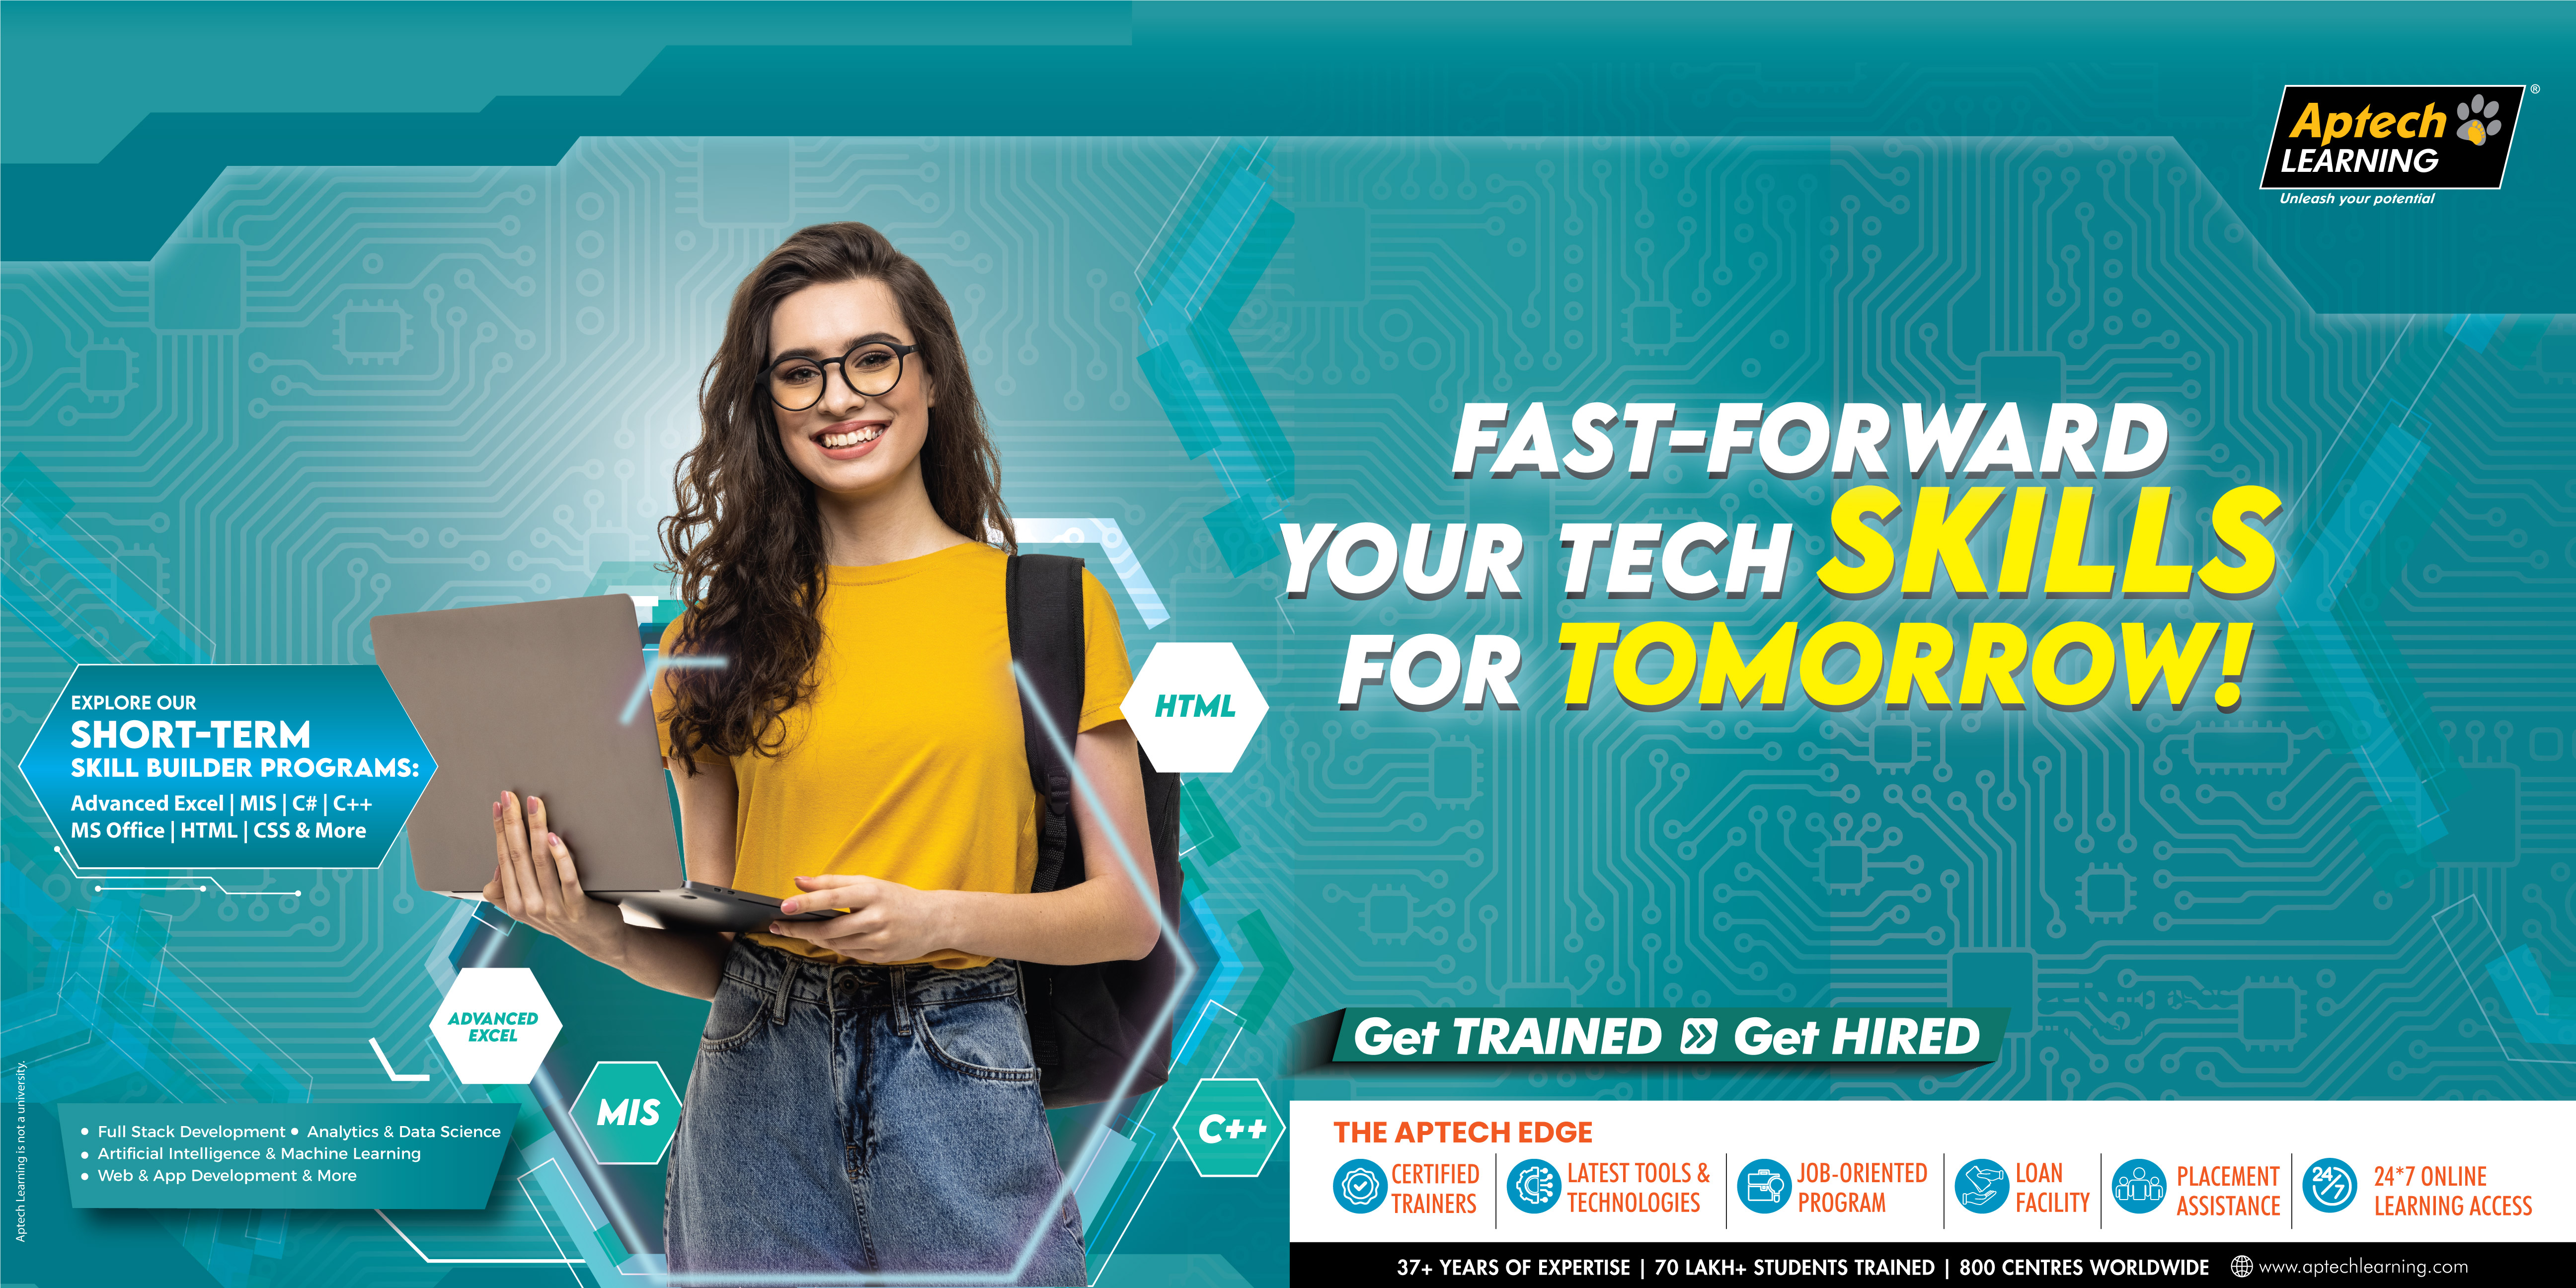 Aptech
LEARNING
®
Unleash your potential
FAST-FORWARD
YOUR TECH SKILLS
FOR TOMORROW!
EXPLORE OUR
SHORT-TERM
SKILL BUILDER PROGRAMS:
Advanced Excel | MIS | C# | C++
MS Office | HTML | CSS & More
HTML
ADVANCED
EXCEL
MIS
C++
• Full Stack Development • Analytics & Data Science
• Artificial Intelligence & Machine Learning
• Web & App Development & More
Aptech Learning is not a university.
Get TRAINED Get HIRED
THE APTECH EDGE
CERTIFIED
TRAINERS
LATEST TOOLS &
TECHNOLOGIES
JOB-ORIENTED
PROGRAM
LOAN
FACILITY
PLACEMENT
ASSISTANCE
24/7
24*7 ONLINE
LEARNING ACCESS
37+ YEARS OF EXPERTISE | 70 LAKH+ STUDENTS TRAINED | 800 CENTRES WORLDWIDE www.aptechlearning.com